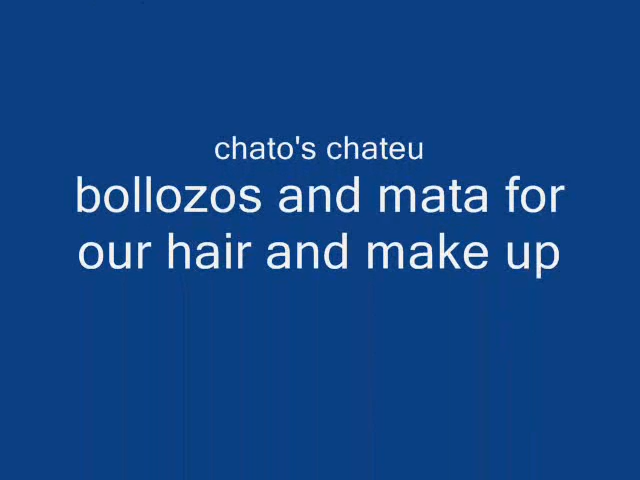 chato's chateu
bollozos and mata for
our hair and make up